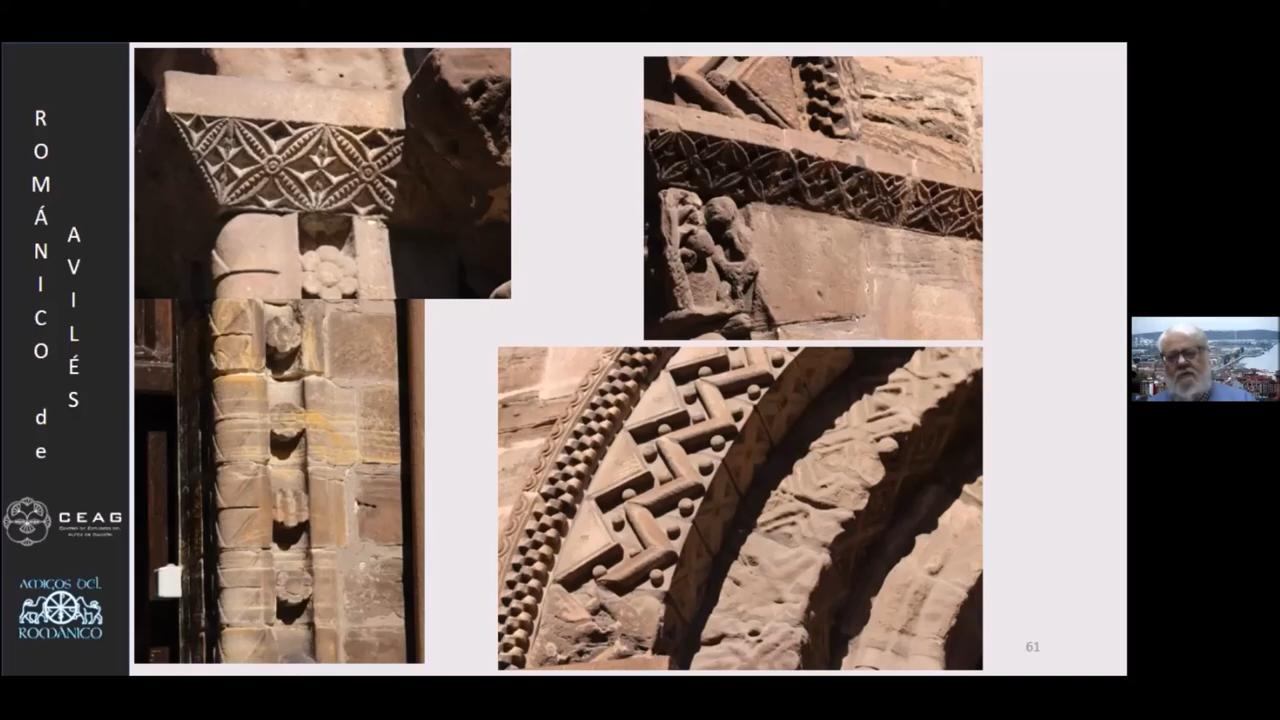 ROMÁNICO de
AVILÉS
CEAG
AMIGOS DEL
ROMÁNICO
61